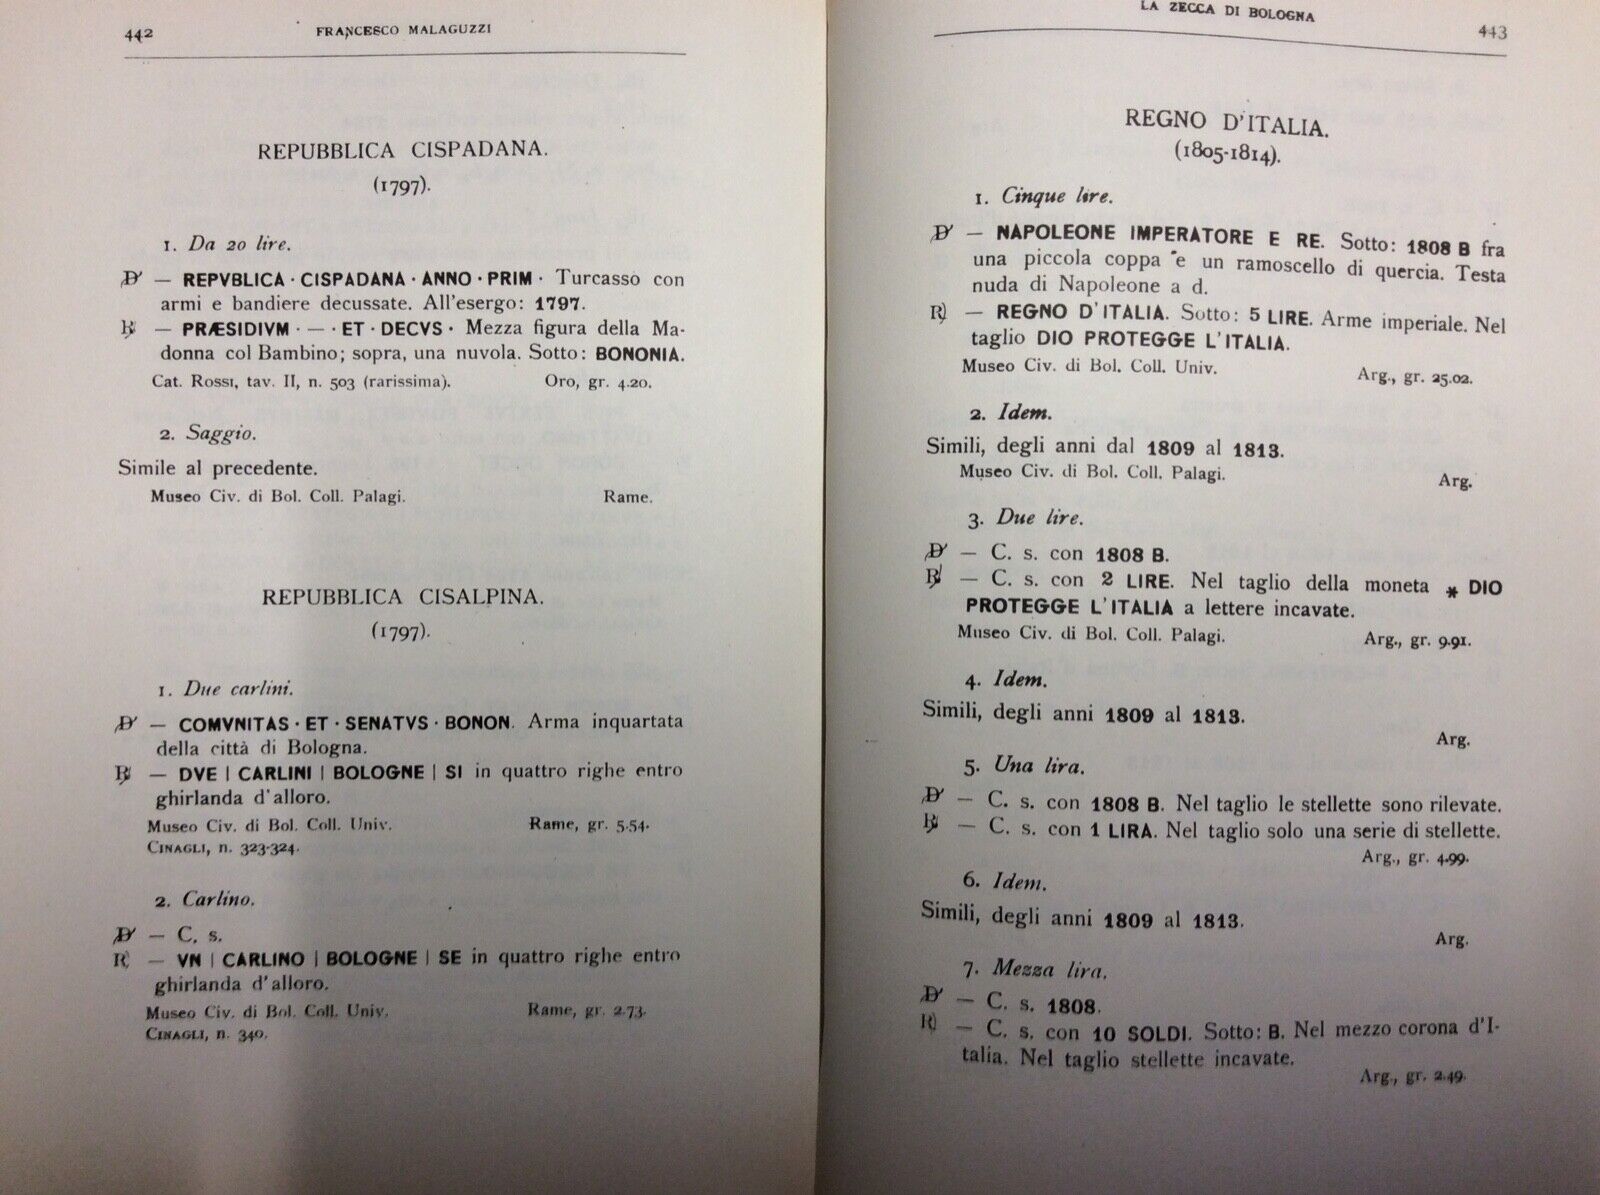 442 FRANCESCO MALAGUZZI
REPUBBLICA CISPADANA.
(1797).
1. Da 20 lire.
D/ — REPVBLICA · CISPADANA · ANNO · PRIM · Turcasso con
armi e bandiere decussate. All'esergo: 1797.
R/ — PRÆSIDIVM · — · ET · DECVS · Mezza figura della Ma-
donna col Bambino; sopra, una nuvola. Sotto: BONONIA.
Cat. Rossi, tav. II, n. 503 (rarissima). Oro, gr. 4.20.
2. Saggio.
Simile al precedente.
Museo Civ. di Bol. Coll. Palagi. Rame.
REPUBBLICA CISALPINA.
(1797).
1. Due carlini.
D/ — COMVNITAS · ET · SENATVS · BONON. Arma inquartata
della città di Bologna.
R/ — DVE | CARLINI | BOLOGNE | SI in quattro righe entro
ghirlanda d'alloro.
Museo Civ. di Bol. Coll. Univ. Rame, gr. 5.54.
CINAGLI, n. 323-324.
2. Carlino.
D/ — C. s.
R/ — VN | CARLINO | BOLOGNE | SE in quattro righe entro
ghirlanda d'alloro.
Museo Civ. di Bol. Coll. Univ. Rame, gr. 2.73.
CINAGLI, n. 340.
LA ZECCA DI BOLOGNA 443
REGNO D'ITALIA.
(1805-1814).
1. Cinque lire.
D/ — NAPOLEONE IMPERATORE E RE. Sotto: 1808 B fra
una piccola coppa e un ramoscello di quercia. Testa
nuda di Napoleone a d.
R/ — REGNO D'ITALIA. Sotto: 5 LIRE. Arme imperiale. Nel
taglio DIO PROTEGGE L'ITALIA.
Museo Civ. di Bol. Coll. Univ. Arg., gr. 25.02.
2. Idem.
Simili, degli anni dal 1809 al 1813.
Museo Civ. di Bol. Coll. Palagi. Arg.
3. Due lire.
D/ — C. s. con 1808 B.
R/ — C. s. con 2 LIRE. Nel taglio della moneta * DIO
PROTEGGE L'ITALIA a lettere incavate.
Museo Civ. di Bol. Coll. Palagi. Arg., gr. 9.91.
4. Idem.
Simili, degli anni 1809 al 1813.
Arg.
5. Una lira.
D/ — C. s. con 1808 B. Nel taglio le stellette sono rilevate.
R/ — C. s. con 1 LIRA. Nel taglio solo una serie di stellette.
Arg., gr. 4.99.
6. Idem.
Simili, degli anni 1809 al 1813.
Arg.
7. Mezza lira.
D/ — C. s. 1808.
R/ — C. s. con 10 SOLDI. Sotto: B. Nel mezzo corona d'I-
talia. Nel taglio stellette incavate.
Arg., gr. 2.49.